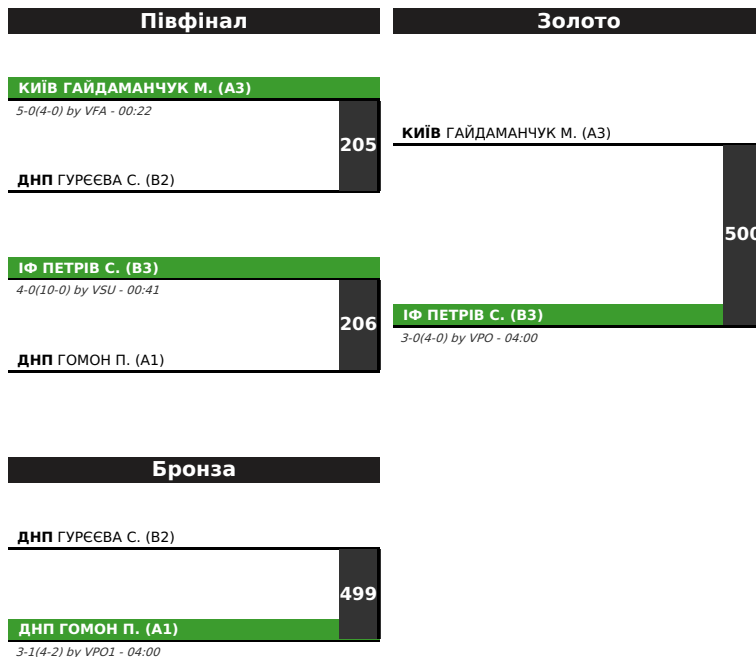 Півфінал
КИЇВ ГАЙДАМАНЧУК М. (A3)
5-0(4-0) by VFA - 00:22
205
ДНП ГУРЄЄВА С. (B2)
ІФ ПЕТРІВ С. (B3)
4-0(10-0) by VSU - 00:41
206
ДНП ГОМОН П. (A1)
Золото
КИЇВ ГАЙДАМАНЧУК М. (A3)
500
ІФ ПЕТРІВ С. (B3)
3-0(4-0) by VPO - 04:00
Бронза
ДНП ГУРЄЄВА С. (B2)
499
ДНП ГОМОН П. (A1)
3-1(4-2) by VPO1 - 04:00